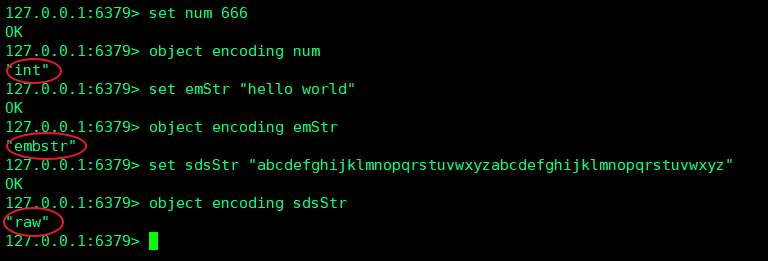 127.0.0.1:6379> set num 666
OK
127.0.0.1:6379> object encoding num
"int"
127.0.0.1:6379> set emStr "hello world"
OK
127.0.0.1:6379> object encoding emStr
"embstr"
127.0.0.1:6379> set sdsStr "abcdefghijklmnopqrstuvwxyzabcdefghijklmnopqrstuvwxyz"
OK
127.0.0.1:6379> object encoding sdsStr
"raw"
127.0.0.1:6379>